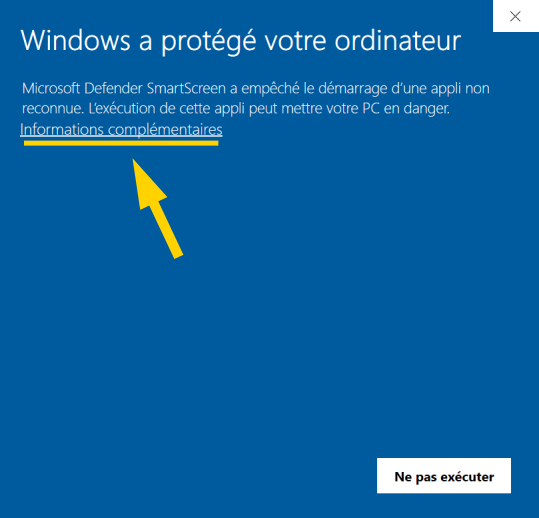 Windows a protégé votre ordinateur
Microsoft Defender SmartScreen a empêché le démarrage d'une appli non
reconnue. L'exécution de cette appli peut mettre votre PC en danger.
Informations complémentaires
Ne pas exécuter